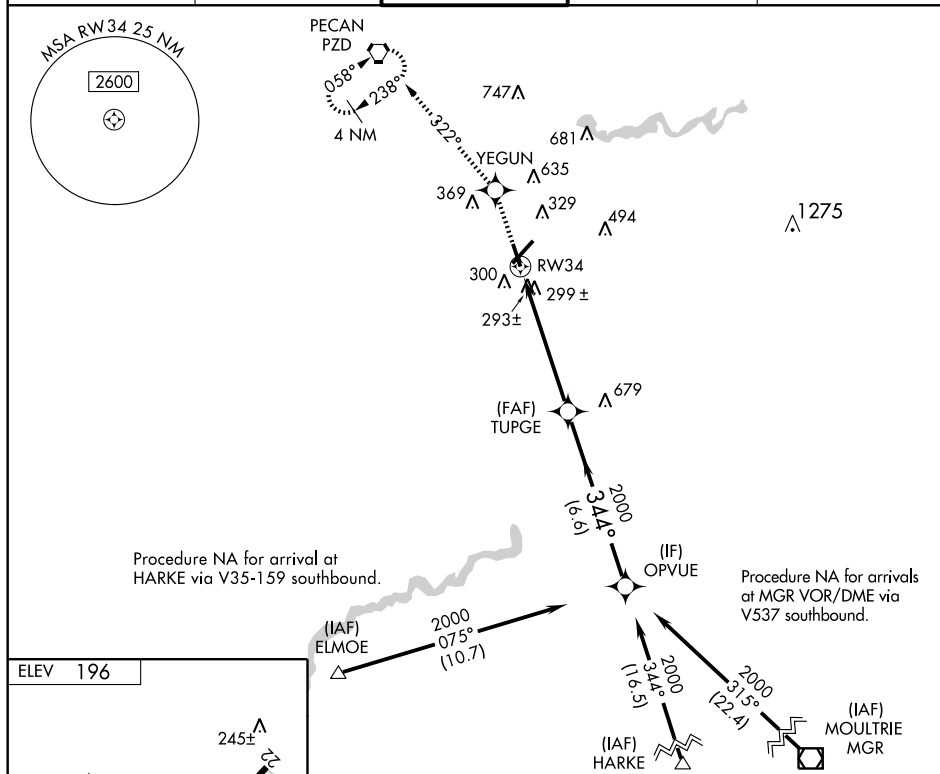 MSA RW34 25 NM
2600
PECAN
PZD
058°
238°
4 NM
322°
747
681
YEGUN
635
369
329
494
1275
RW34
300
299 ±
293±
679
(FAF)
TUPGE
2000
344°
(6.6)
(IF)
OPVUE
Procedure NA for arrival at
HARKE via V35-159 southbound.
Procedure NA for arrivals
at MGR VOR/DME via
V537 southbound.
(IAF)
ELMOE
2000
075°
(10.7)
2000
344°
(16.5)
2000
315°
(22.4)
(IAF)
HARKE
(IAF)
MOULTRIE
MGR
ELEV 196
245±
22